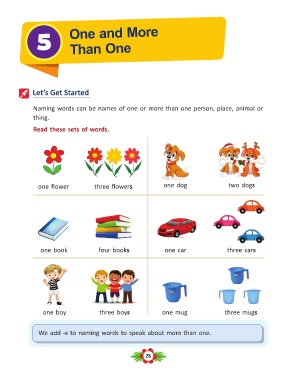 5
One and More
Than One
Let's Get Started
Naming words can be names of one or more than one person, place, animal or
thing.
Read these sets of words.
one flower three flowers one dog two dogs
one book four books one car three cars
one boy three boys one mug three mugs
We add -s to naming words to speak about more than one.
26